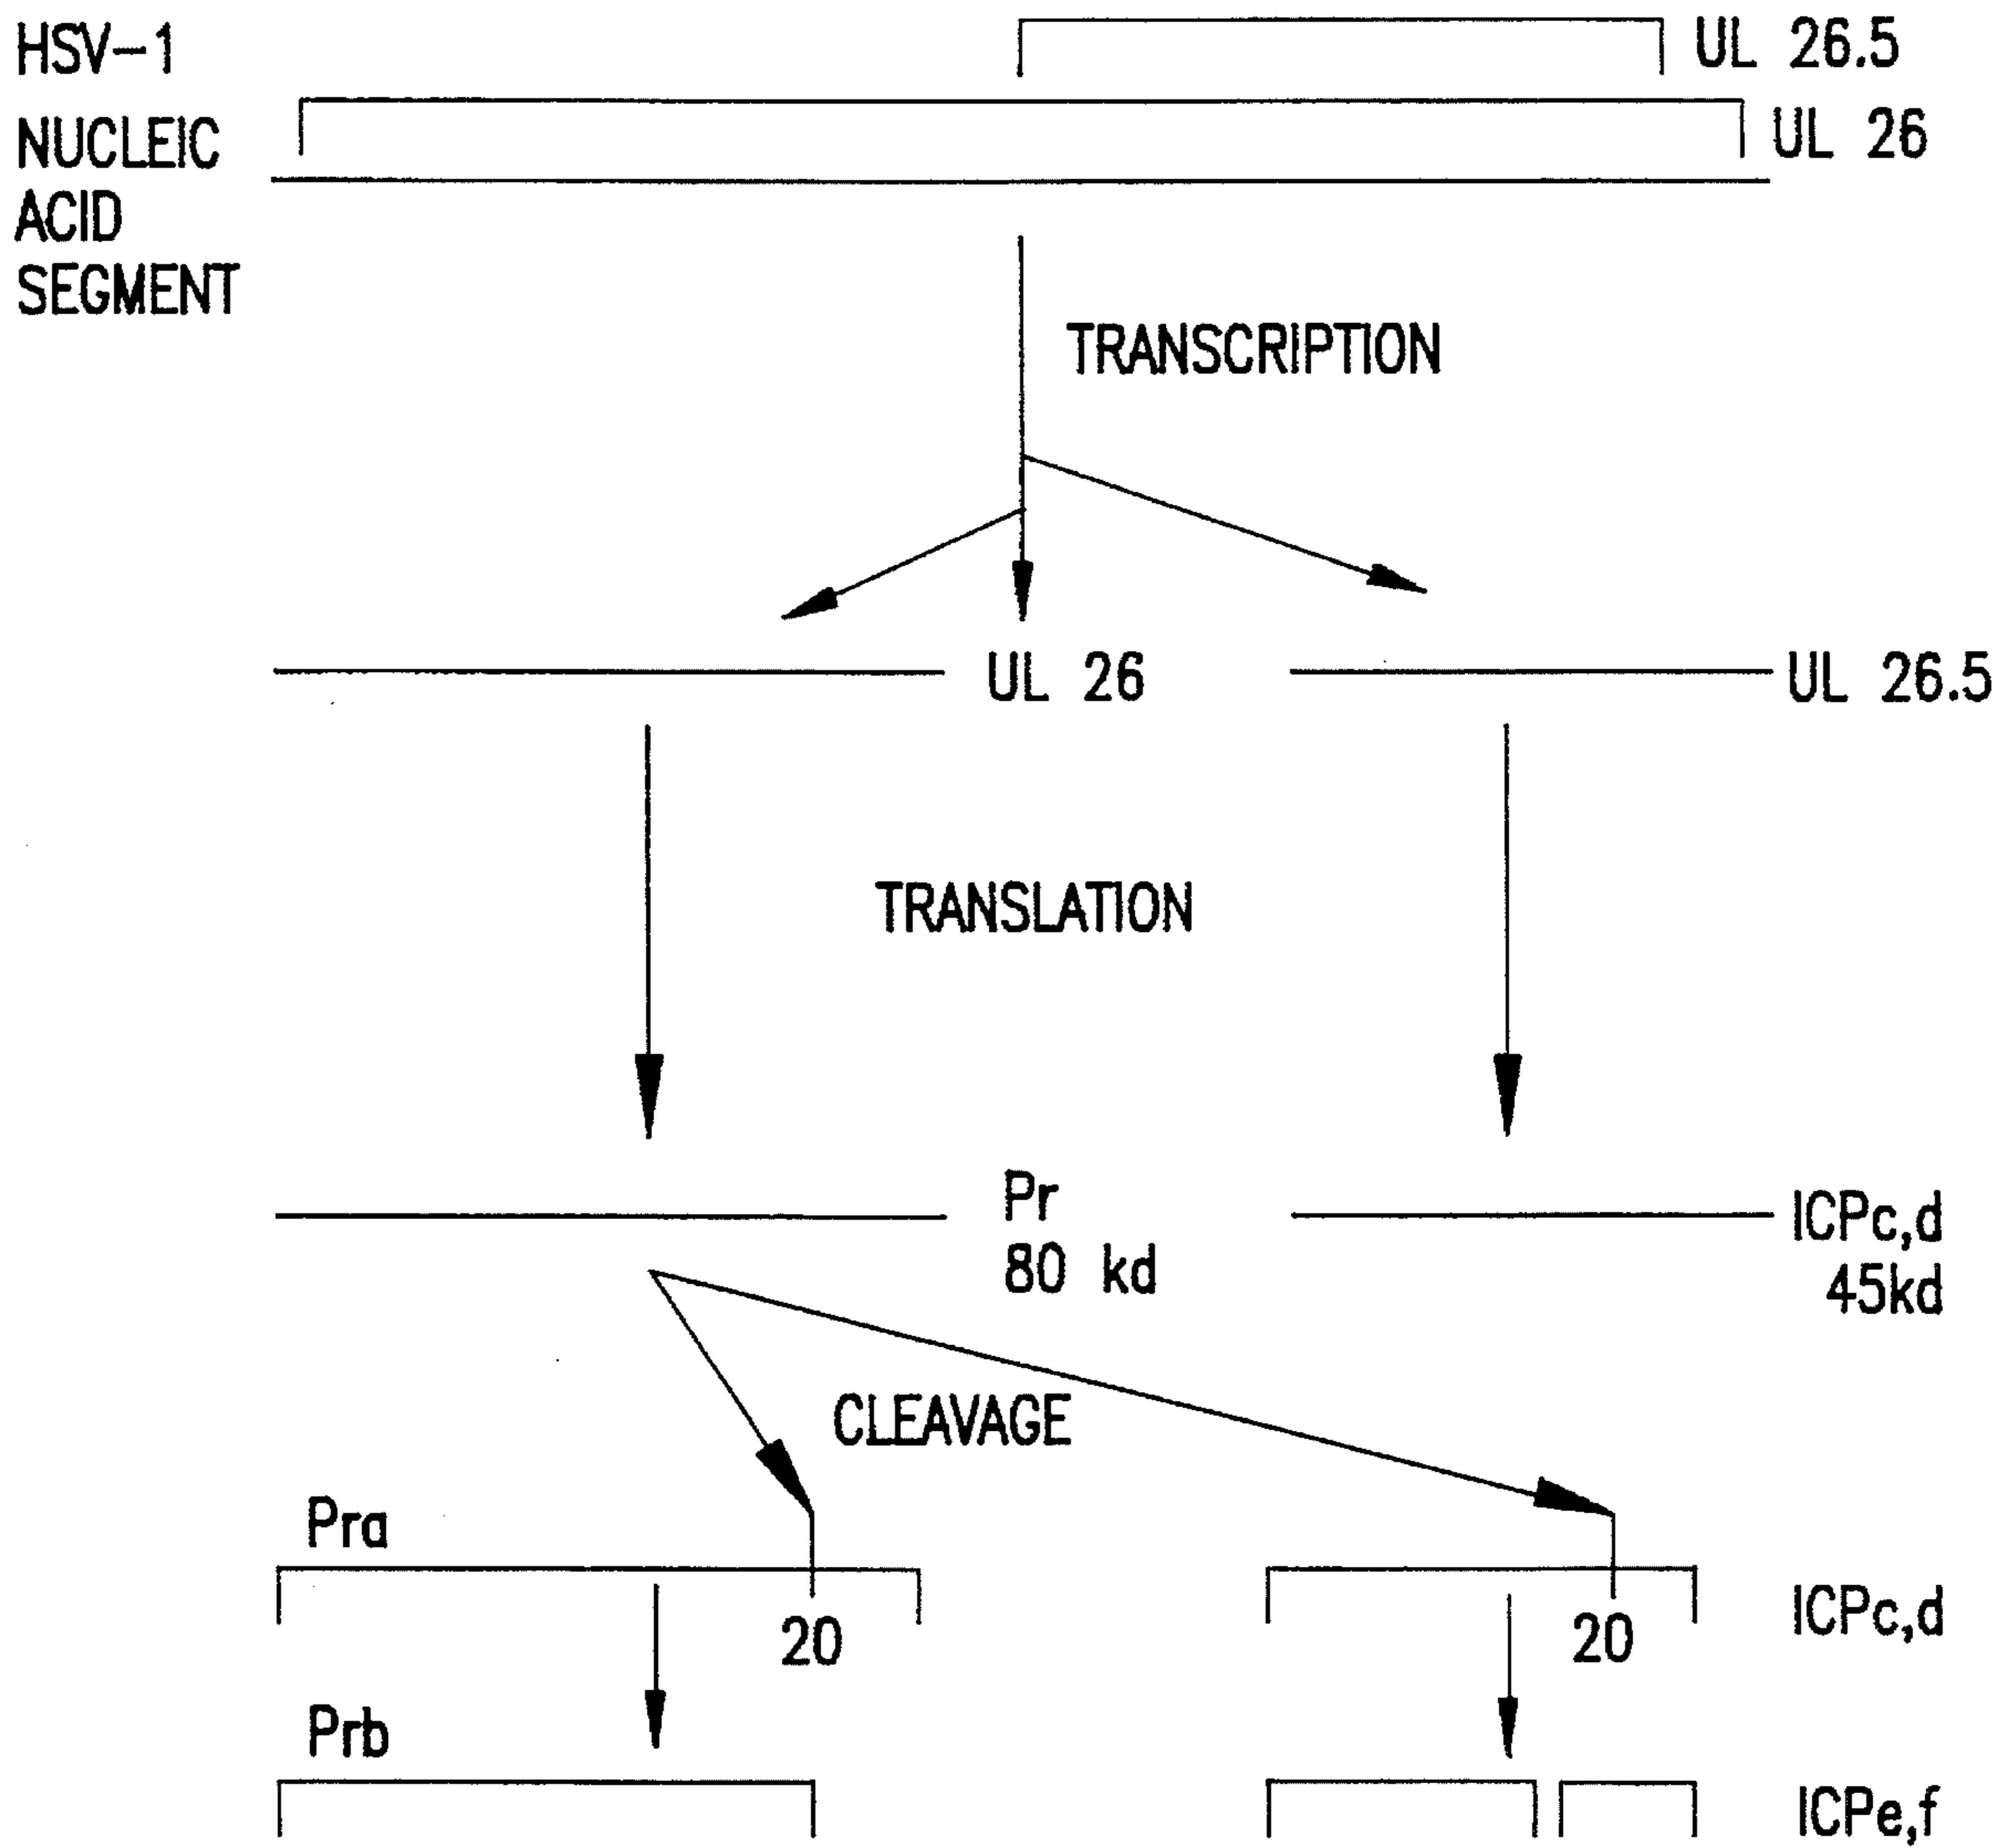 HSV-1
NUCLEIC
ACID
SEGMENT
UL 26.5
UL 26
TRANSCRIPTION
UL 26
UL 26.5
TRANSLATION
Pr
80 kd
ICPc,d
45kd
CLEAVAGE
Pra
20
20
ICPc,d
Prb
ICPe,f